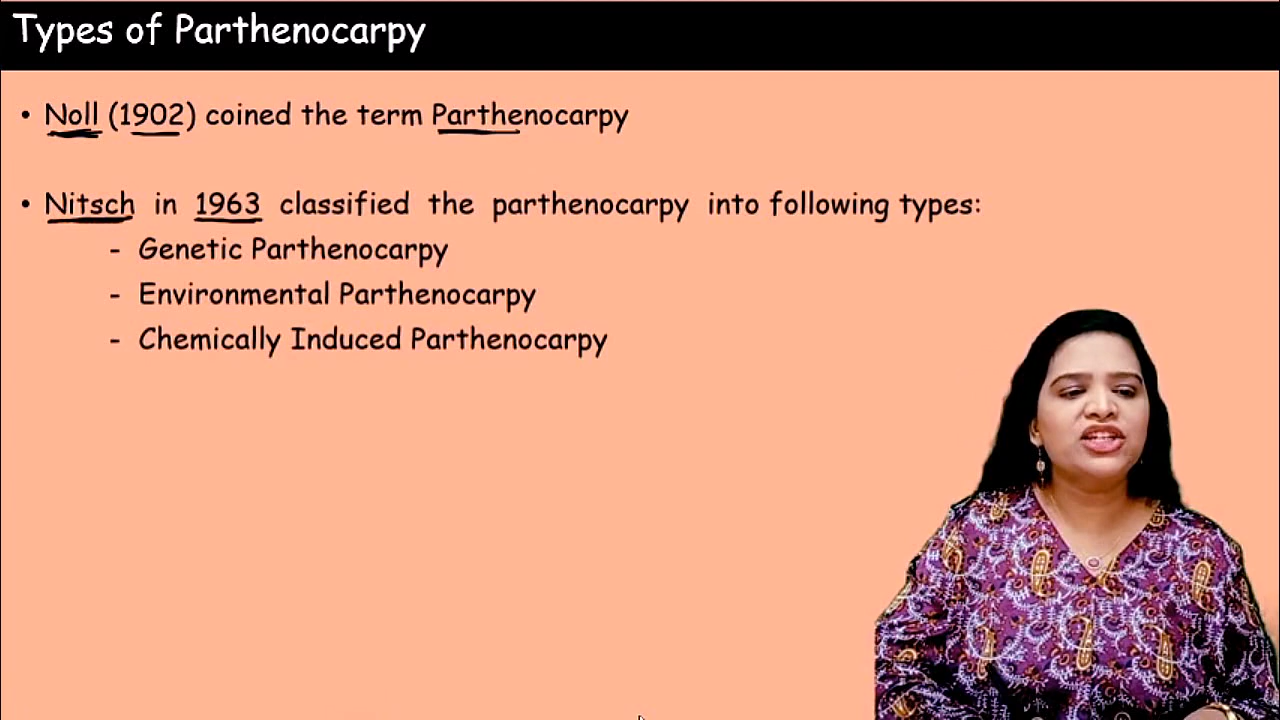 Types of Parthenocarpy
• Noll (1902) coined the term Parthenocarpy
• Nitsch in 1963 classified the parthenocarpy into following types:
- Genetic Parthenocarpy
- Environmental Parthenocarpy
- Chemically Induced Parthenocarpy